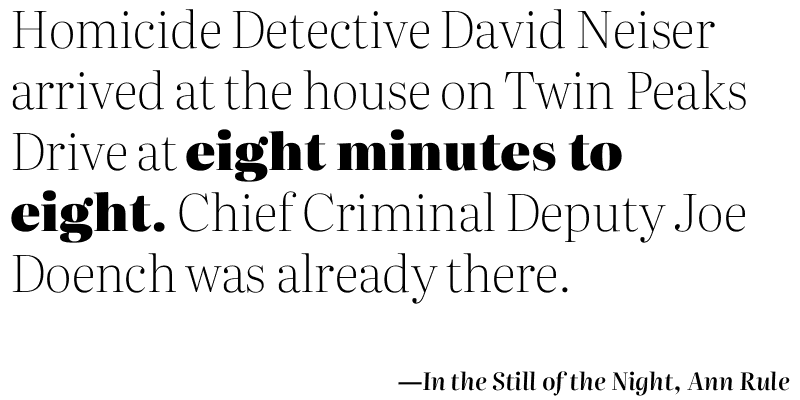 Homicide Detective David Neiser
arrived at the house on Twin Peaks
Drive at eight minutes to
eight. Chief Criminal Deputy Joe
Doench was already there.
—In the Still of the Night, Ann Rule